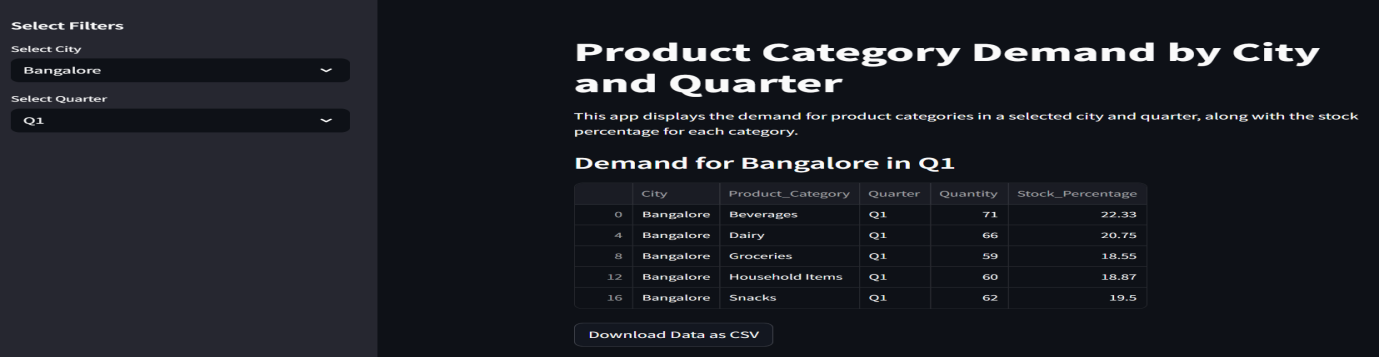 Select Filters
Select City
Bangalore
Select Quarter
Q1
Product Category Demand by City
and Quarter
This app displays the demand for product categories in a selected city and quarter, along with the stock
percentage for each category.
Demand for Bangalore in Q1
City Product_Category Quarter Quantity Stock_Percentage
0 Bangalore Beverages Q1 71 22.33
4 Bangalore Dairy Q1 66 20.75
8 Bangalore Groceries Q1 59 18.55
12 Bangalore Household Items Q1 60 18.87
16 Bangalore Snacks Q1 62 19.5
Download Data as CSV